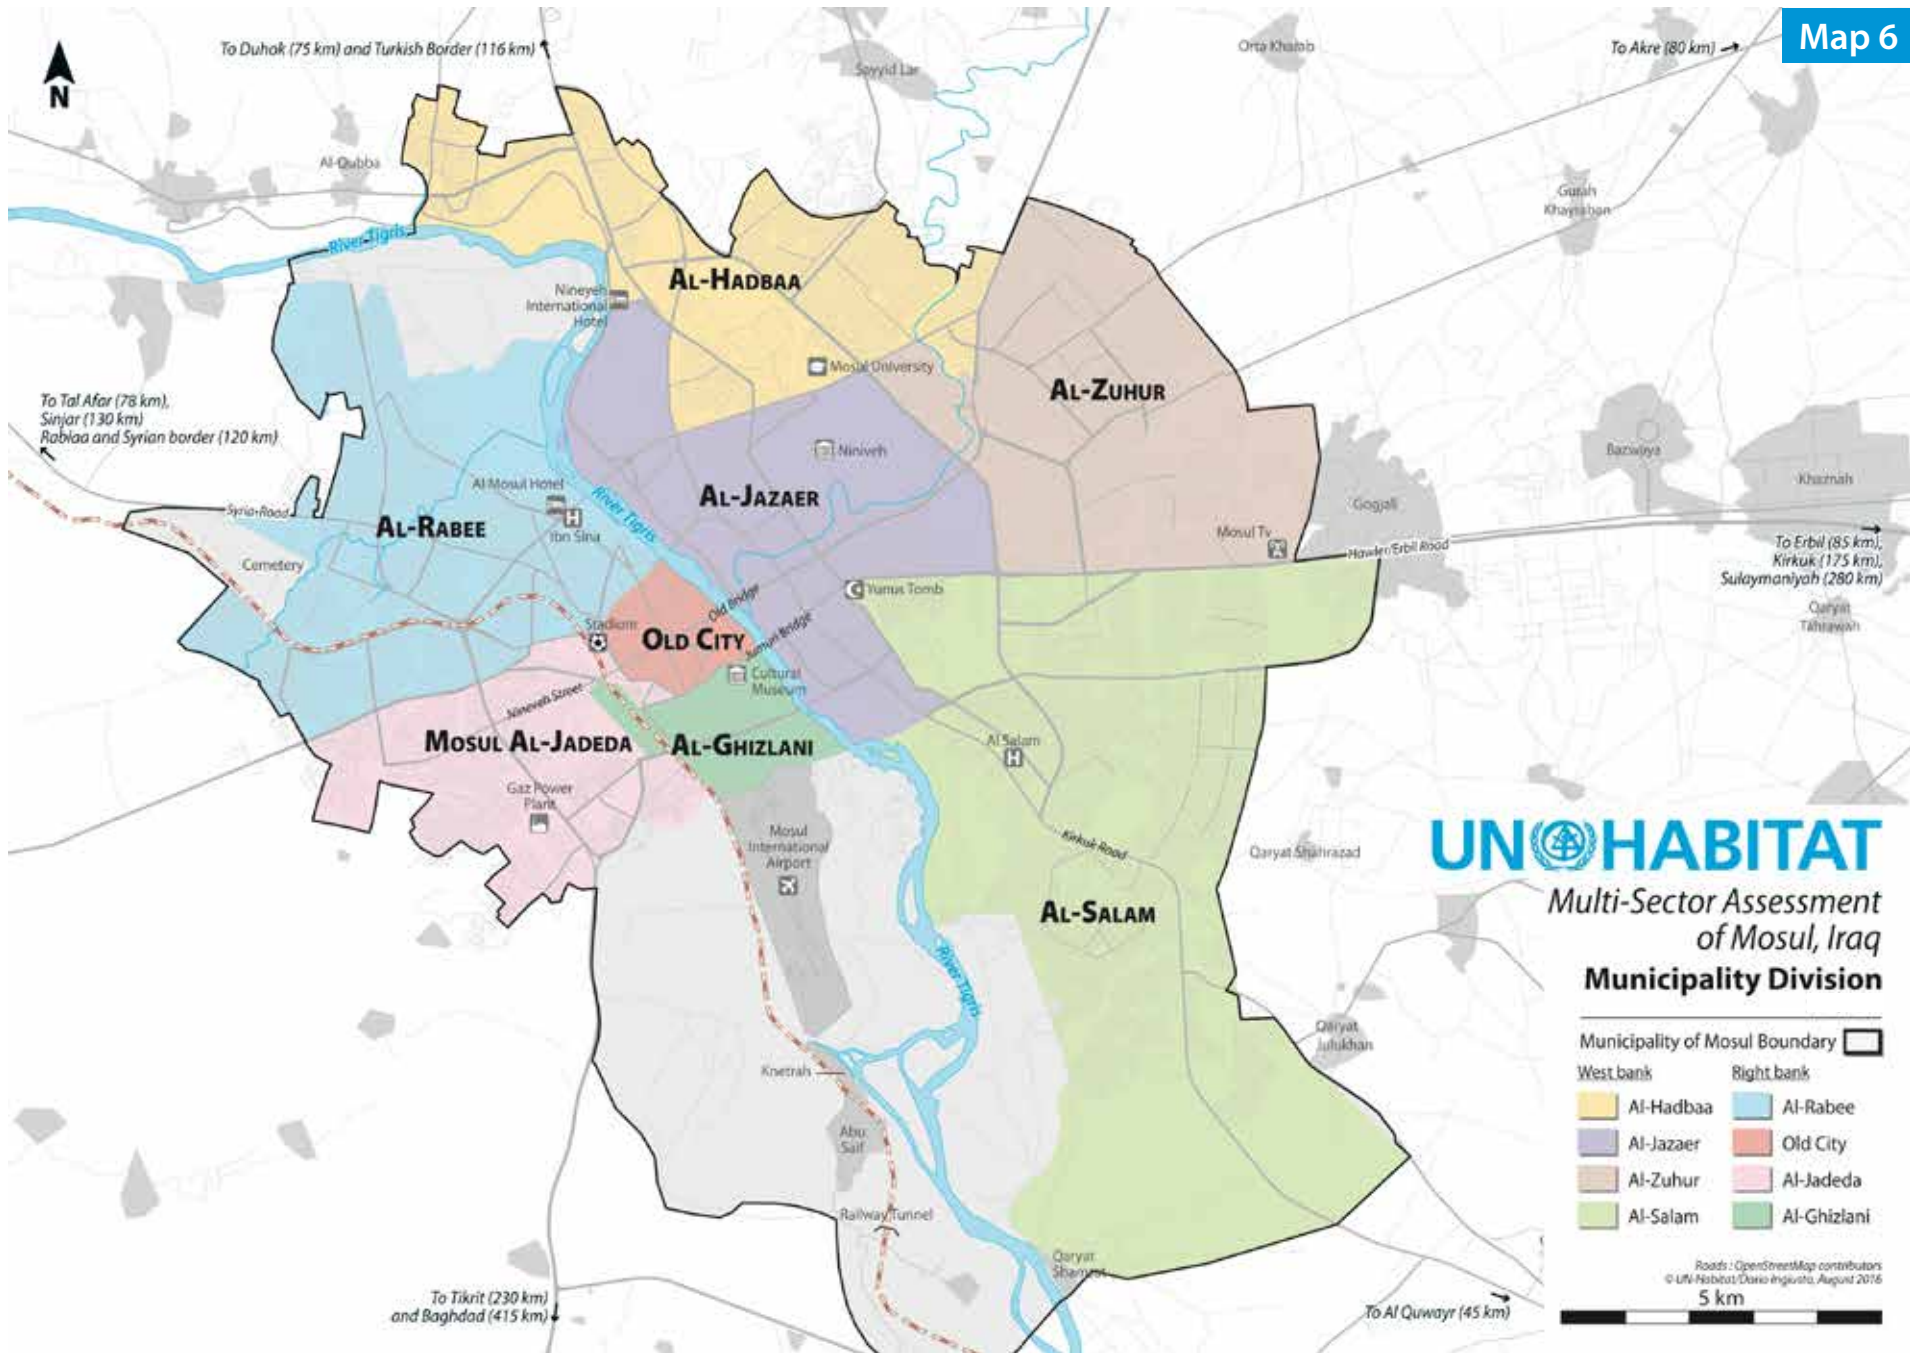 Map 6
To Duhok (75 km) and Turkish Border (116 km)
N
Sayyid Lar
Orta Kharab
To Akre (80 km)
Al-Qubba
Gurah
Khayraban
River Tigris
AL-HADBAA
Nineyeh
International
Hotel
Mosul University
AL-ZUHUR
To Tal Afar (78 km),
Sinjar (130 km)
Rabiaa and Syrian border (120 km)
Niniveh
Bazwaya
Khaznah
Al Mosul Hotel
AL-JAZAER
Gogjali
Syria Road
AL-RABEE
Ibn Sina
River Tigris
Mosul Tv
Hawler/Erbil Road
To Erbil (85 km),
Kirkuk (175 km),
Sulaymaniyah (280 km)
Cemetery
Yunus Tomb
Old Bridge
Qaryat
Tahrawah
Stadium
OLD CITY
Cultural
Museum
Nineveh Street
MOSUL AL-JADEDA
AL-GHIZLANI
Al Salam
H
Gaz Power
Plant
Mosul
International
Airport
Kirkuk Road
Qaryat Shahrazad
UN HABITAT
Multi-Sector Assessment
of Mosul, Iraq
Municipality Division
AL-SALAM
River Tigris
Qaryat
Julukhan
Municipality of Mosul Boundary
Knetrah
West bank
Right bank
Al-Hadbaa
Al-Rabee
Abu
Saif
Al-Jazaer
Old City
Al-Zuhur
Al-Jadeda
Railway Tunnel
Al-Salam
Al-Ghizlani
Qaryat
Roads : OpenStreetMap contributors
© UN-Habitat/Dario Ingiusto, August 2016
To Tikrit (230 km)
and Baghdad (415 km)
To Al Quwayr (45 km)
5 km